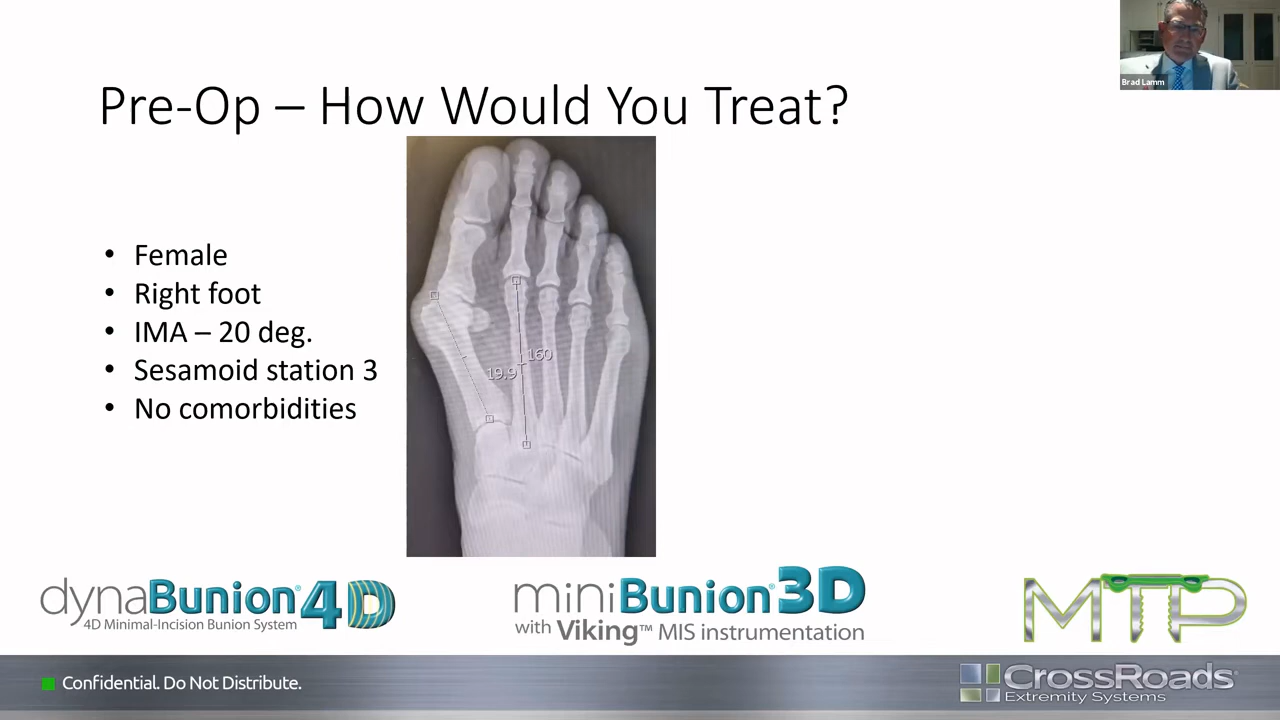 Brad Lamm
Pre-Op – How Would You Treat?
• Female
• Right foot
• IMA – 20 deg.
• Sesamoid station 3
• No comorbidities
160
19.9
dynaBunion® 4D
4D Minimal-Incision Bunion System
miniBunion® 3D
with Viking™ MIS instrumentation
MTP
Confidential. Do Not Distribute.
CrossRoads®
Extremity Systems